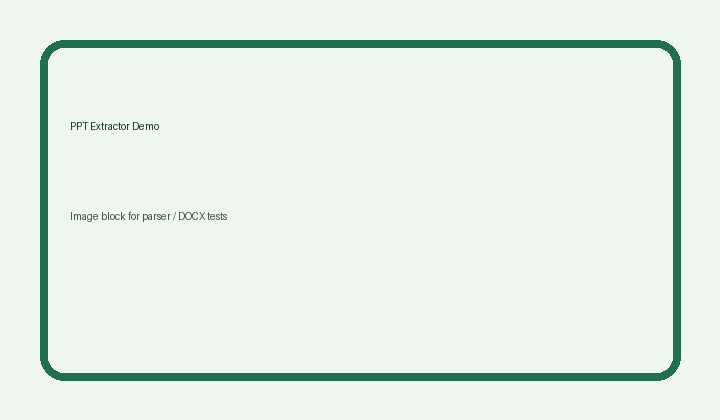 PPT Extractor Demo
Image block for parser / DOCX tests